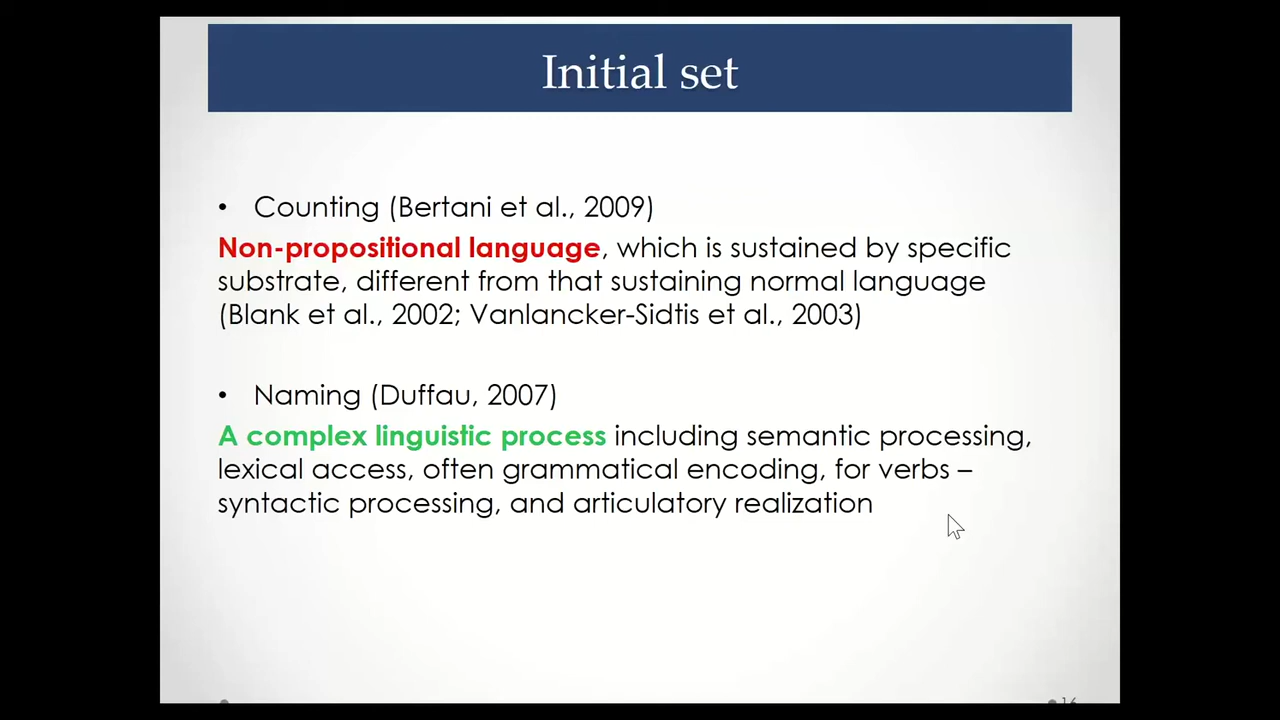 Initial set
• Counting (Bertani et al., 2009)
Non-propositional language, which is sustained by specific
substrate, different from that sustaining normal language
(Blank et al., 2002; Vanlancker-Sidtis et al., 2003)
• Naming (Duffau, 2007)
A complex linguistic process including semantic processing,
lexical access, often grammatical encoding, for verbs –
syntactic processing, and articulatory realization